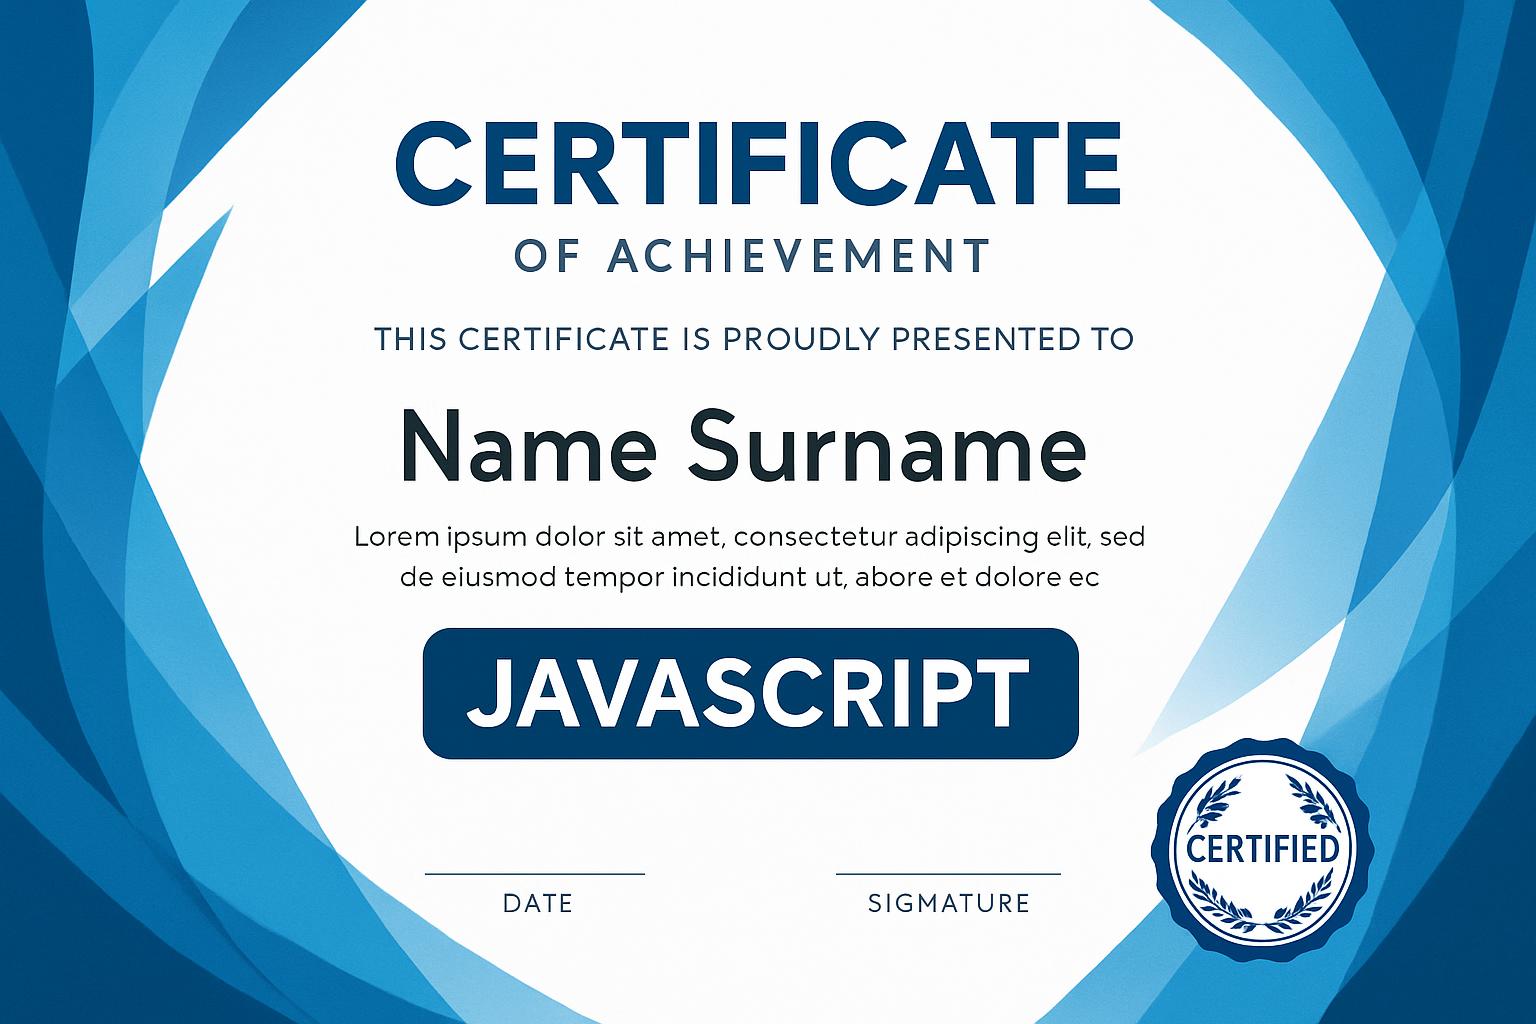 CERTIFICATE
OF ACHIEVEMENT
THIS CERTIFICATE IS PROUDLY PRESENTED TO
Name Surname
Lorem ipsum dolor sit amet, consectetur adipiscing elit, sed
de eiusmod tempor incididunt ut, abore et dolore ec
JAVASCRIPT
CERTIFIED
DATE
SIGMATURE